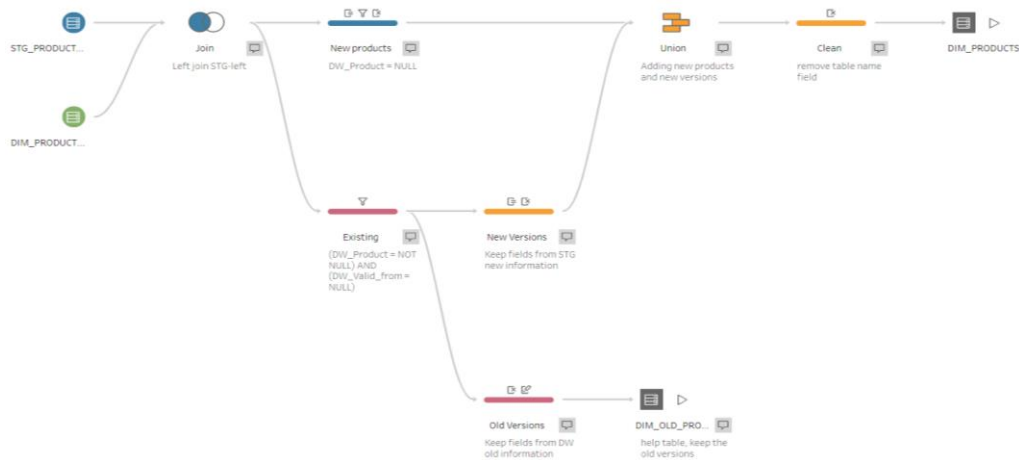 STG_PRODUCT...
Join
Left join STG-left
New products
DW_Product = NULL
Union
Adding new products
and new versions
Clean
remove table name
field
DIM_PRODUCTS
DIM_PRODUCT...
Existing
(DW_Product = NOT
NULL) AND
(DW_Valid_from =
NULL)
New Versions
Keep fields from STG
new information
Old Versions
Keep fields from DW
old information
DIM_OLD_PRO...
help table, keep the
old versions